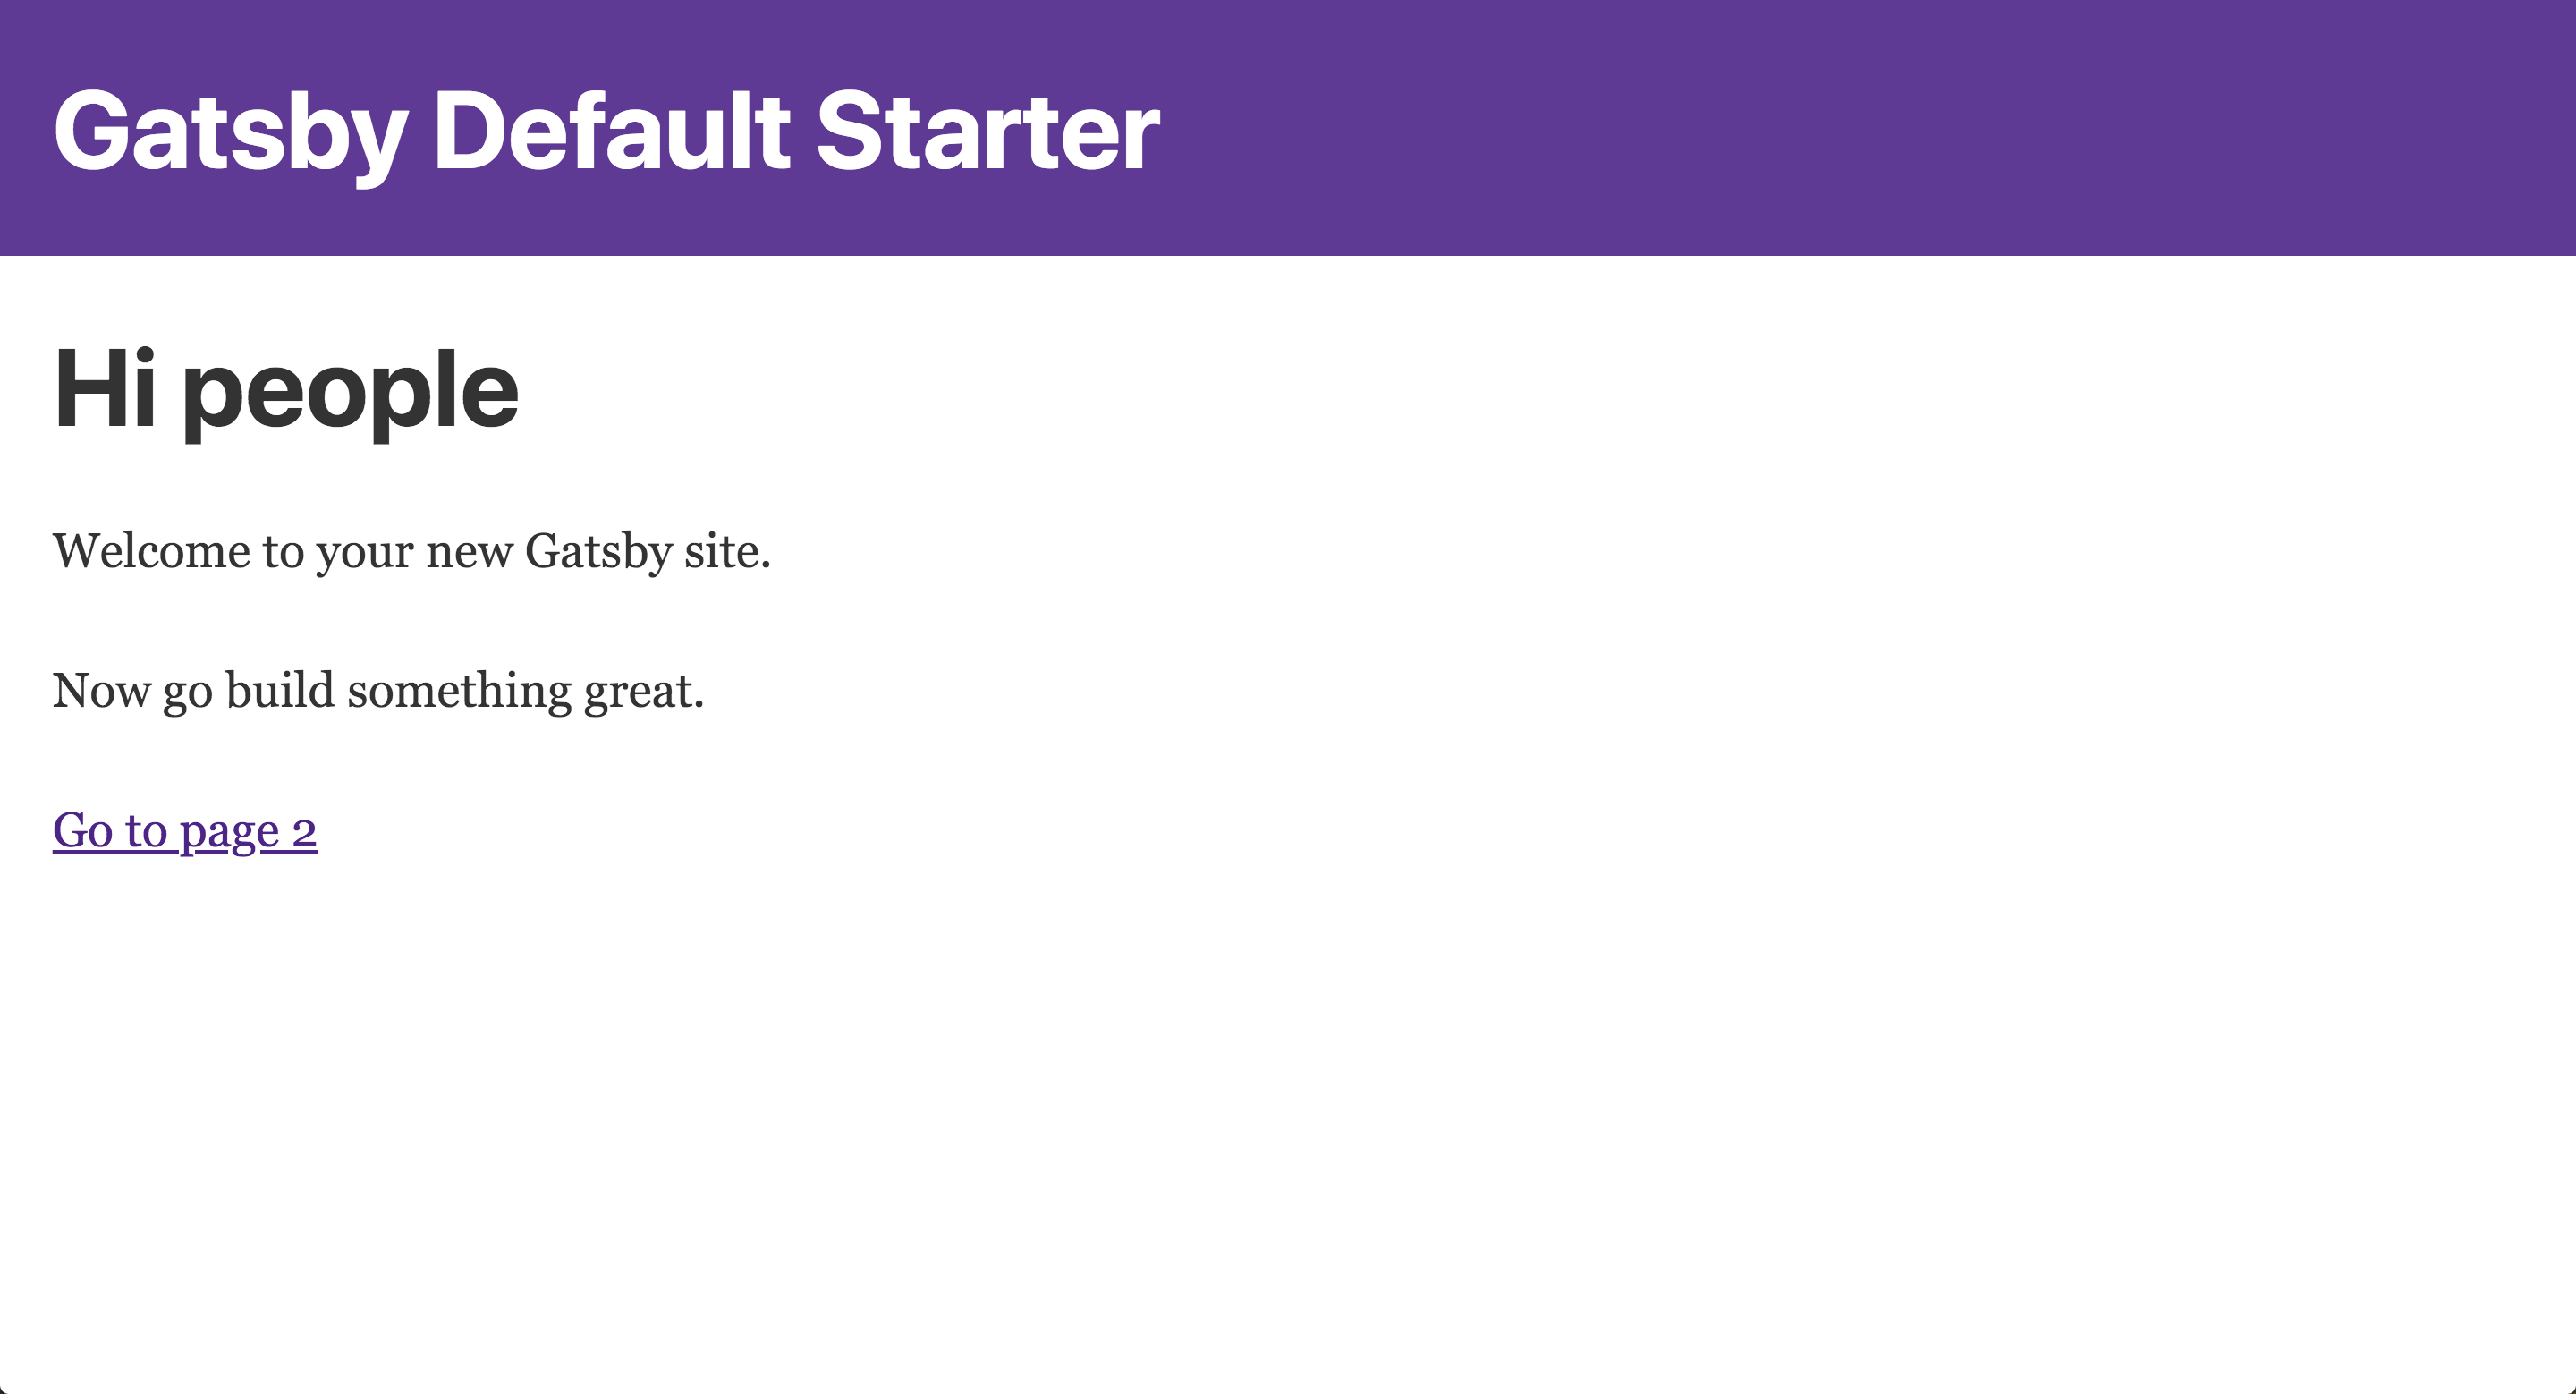 Gatsby Default Starter
Hi people
Welcome to your new Gatsby site.
Now go build something great.
Go to page 2